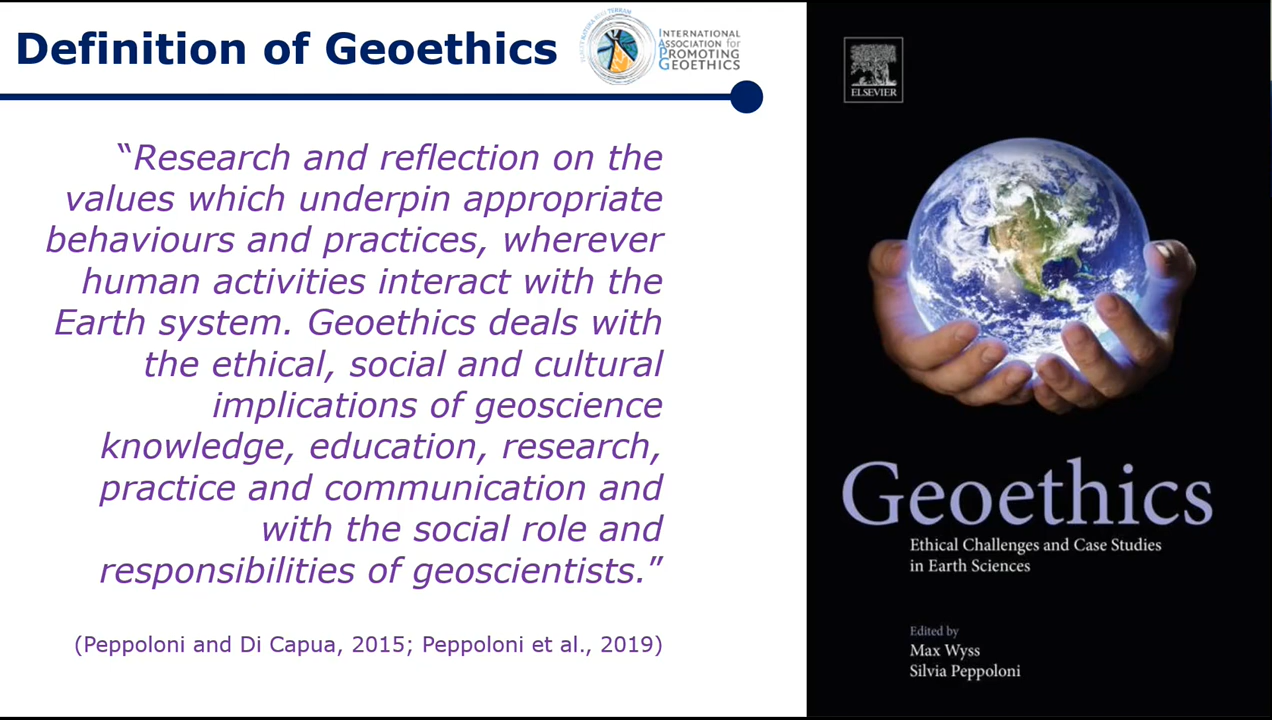 Definition of Geoethics
INTERNATIONAL
ASSOCIATION for
PROMOTING
GEOETHICS
“Research and reflection on the
values which underpin appropriate
behaviours and practices, wherever
human activities interact with the
Earth system. Geoethics deals with
the ethical, social and cultural
implications of geoscience
knowledge, education, research,
practice and communication and
with the social role and
responsibilities of geoscientists.”
(Peppoloni and Di Capua, 2015; Peppoloni et al., 2019)
ELSEVIER
Geoethics
Ethical Challenges and Case Studies
in Earth Sciences
Edited by
Max Wyss
Silvia Peppoloni